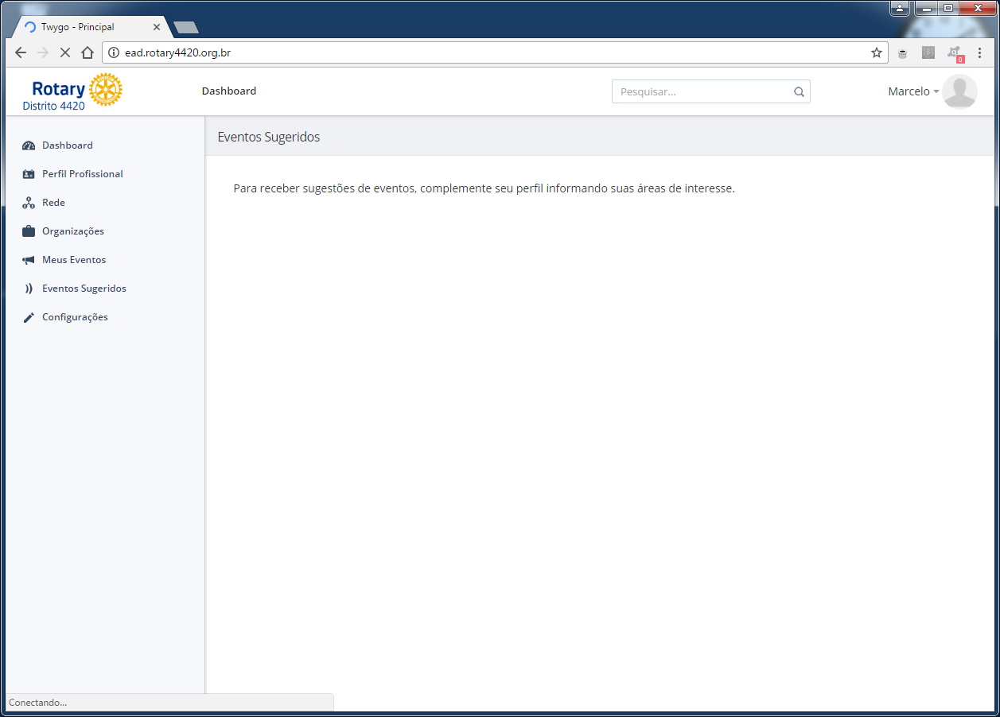 Twygo - Principal
ead.rotary4420.org.br
0
Rotary
Distrito 4420
Dashboard
Pesquisar...
Marcelo
Dashboard
Perfil Profissional
Rede
Organizações
Meus Eventos
Eventos Sugeridos
Configurações
Eventos Sugeridos
Para receber sugestões de eventos, complemente seu perfil informando suas áreas de interesse.
Conectando...